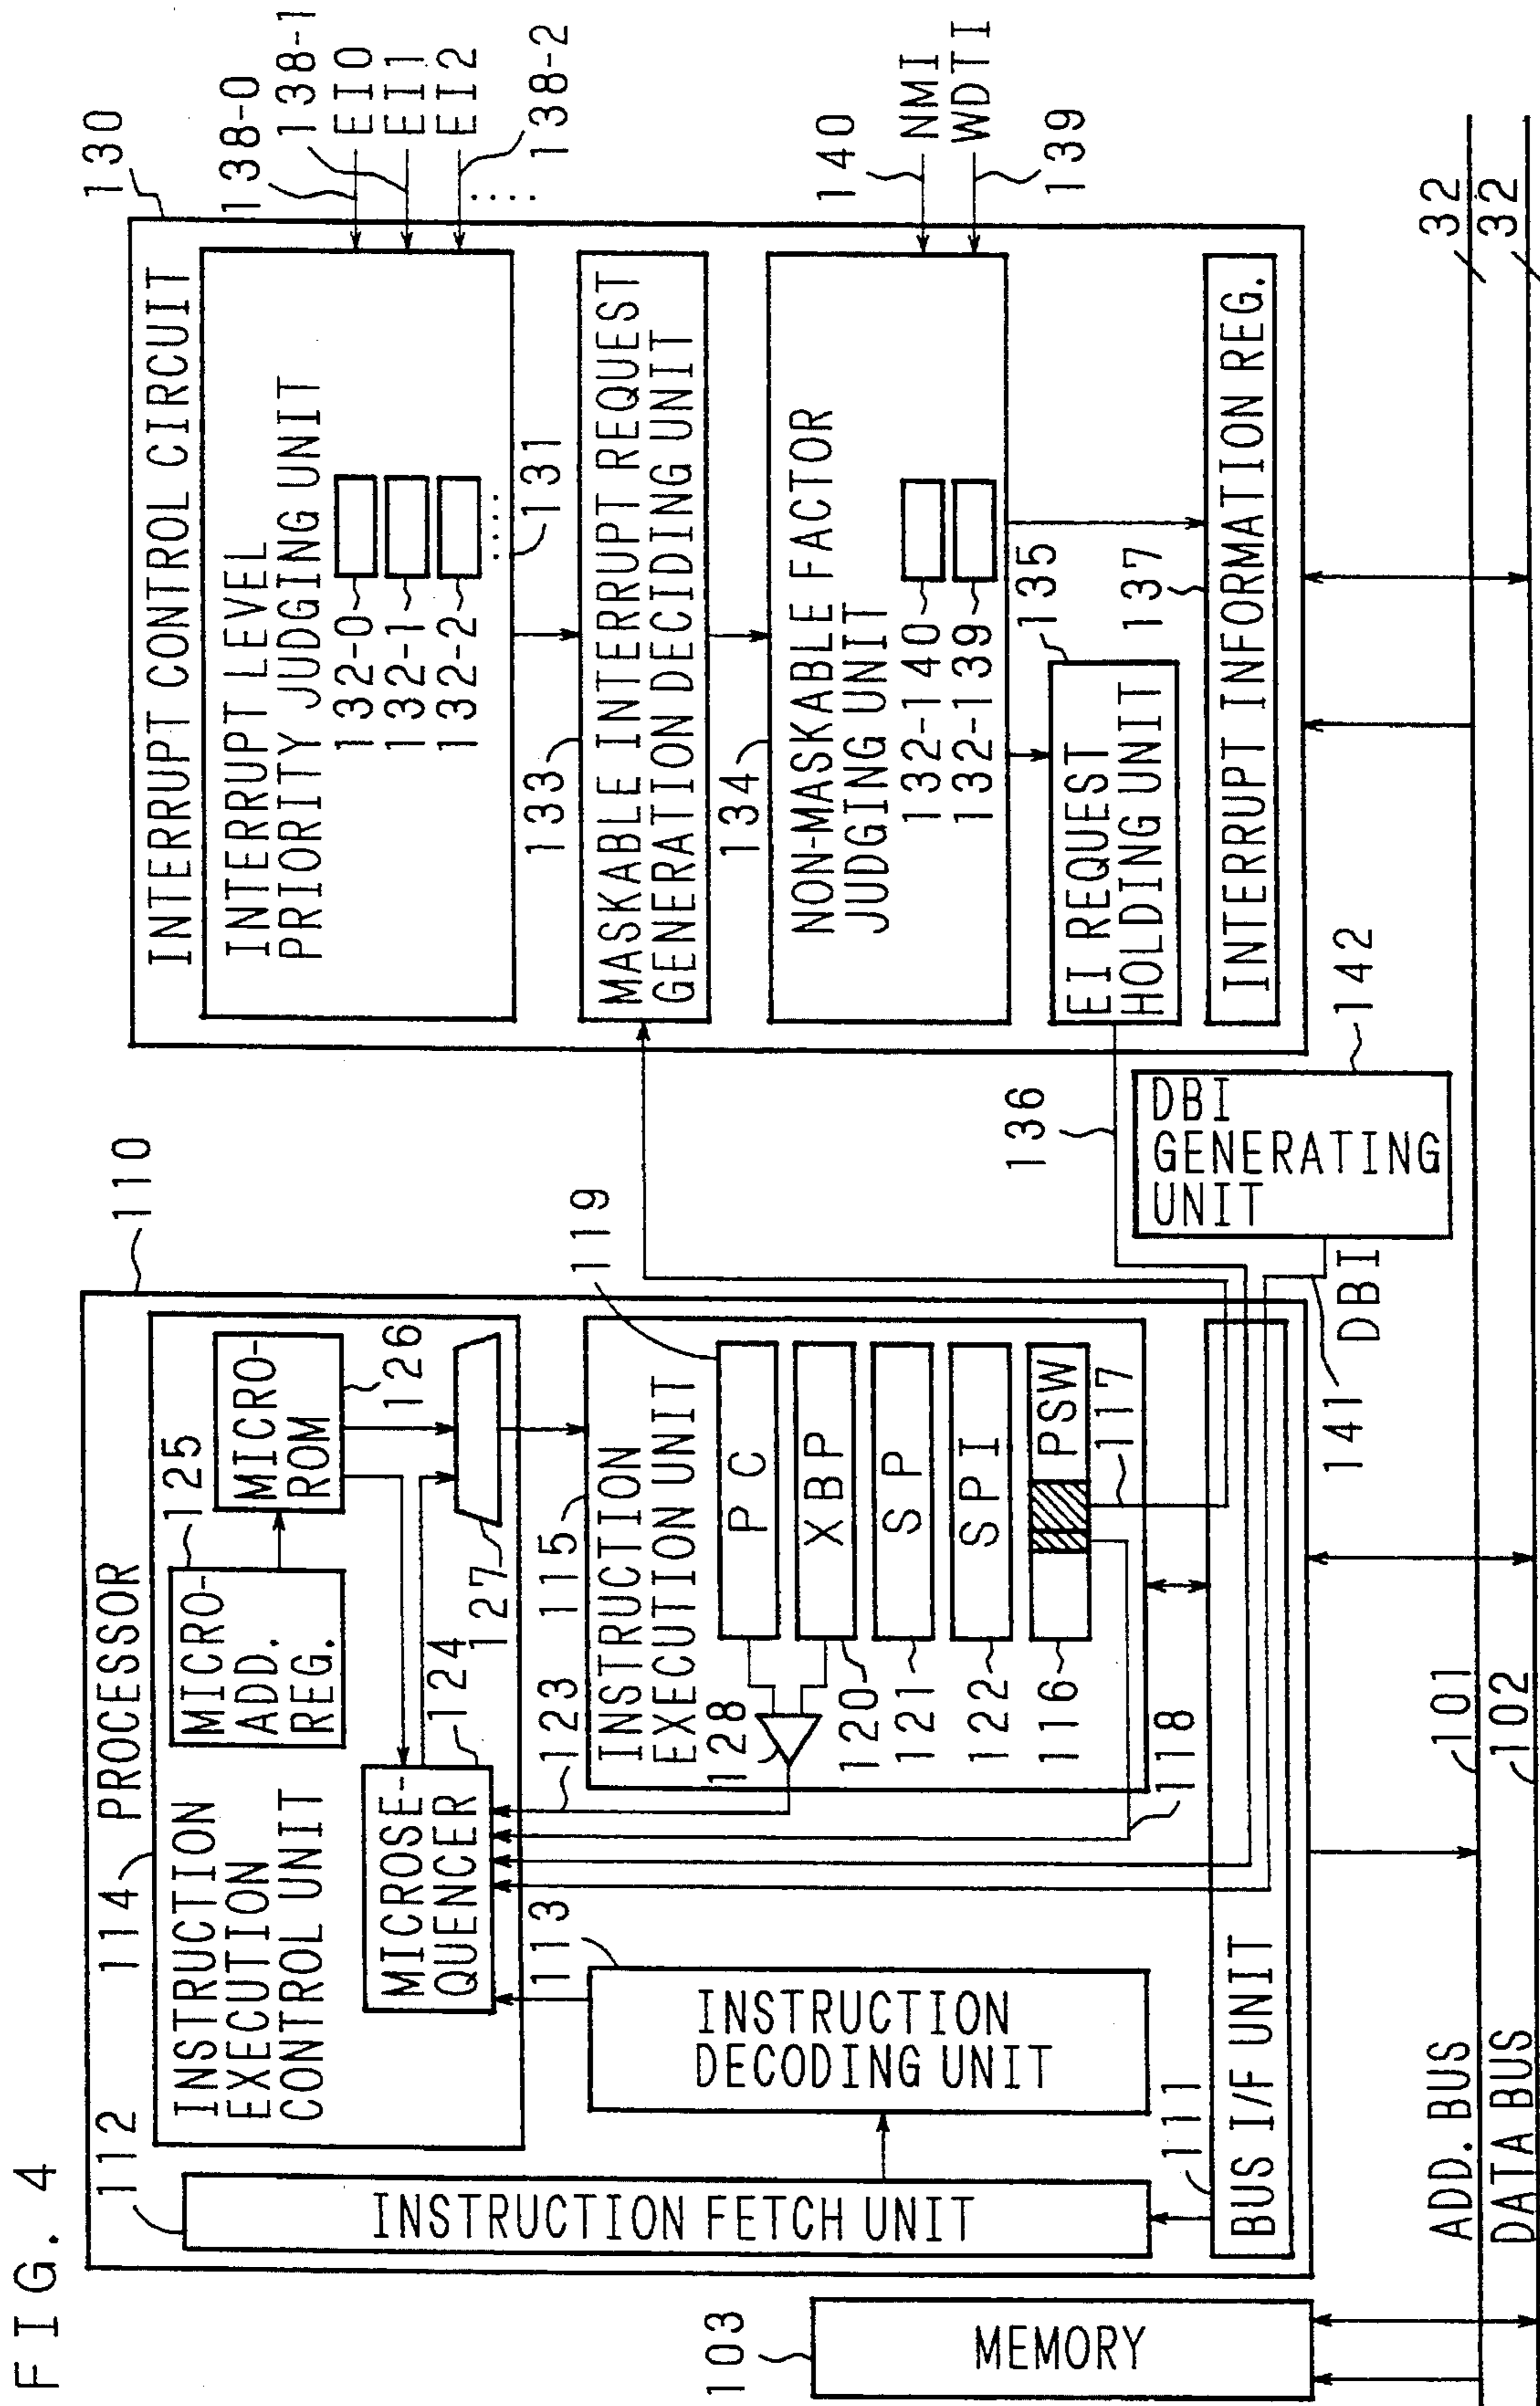 FIG. 4
110
PROCESSOR
114
INSTRUCTION
EXECUTION
CONTROL UNIT
125
MICRO-
ADD.
REG.
MICRO-
ROM
126
MICROSE-
QUENCER
124
127
112
INSTRUCTION FETCH UNIT
113
INSTRUCTION
DECODING UNIT
115
INSTRUCTION
EXECUTION UNIT
119
123
128
PC
XBP
120
SP
121
SPI
122
PSW
116
117
118
111
BUS I/F UNIT
103
MEMORY
130
INTERRUPT CONTROL CIRCUIT
INTERRUPT LEVEL
PRIORITY JUDGING UNIT
132-0
132-1
132-2
....
131
138-0
138-1
EI0
EI1
EI2
....
138-2
133
MASKABLE INTERRUPT REQUEST
GENERATION DECIDING UNIT
134
NON-MASKABLE FACTOR
JUDGING UNIT
132-140
132-139
140
NMI
WDTI
139
135
EI REQUEST
HOLDING UNIT
137
INTERRUPT INFORMATION REG.
136
DBI
GENERATING
UNIT
142
DBI
141
ADD. BUS
101
32
DATA BUS
102
32